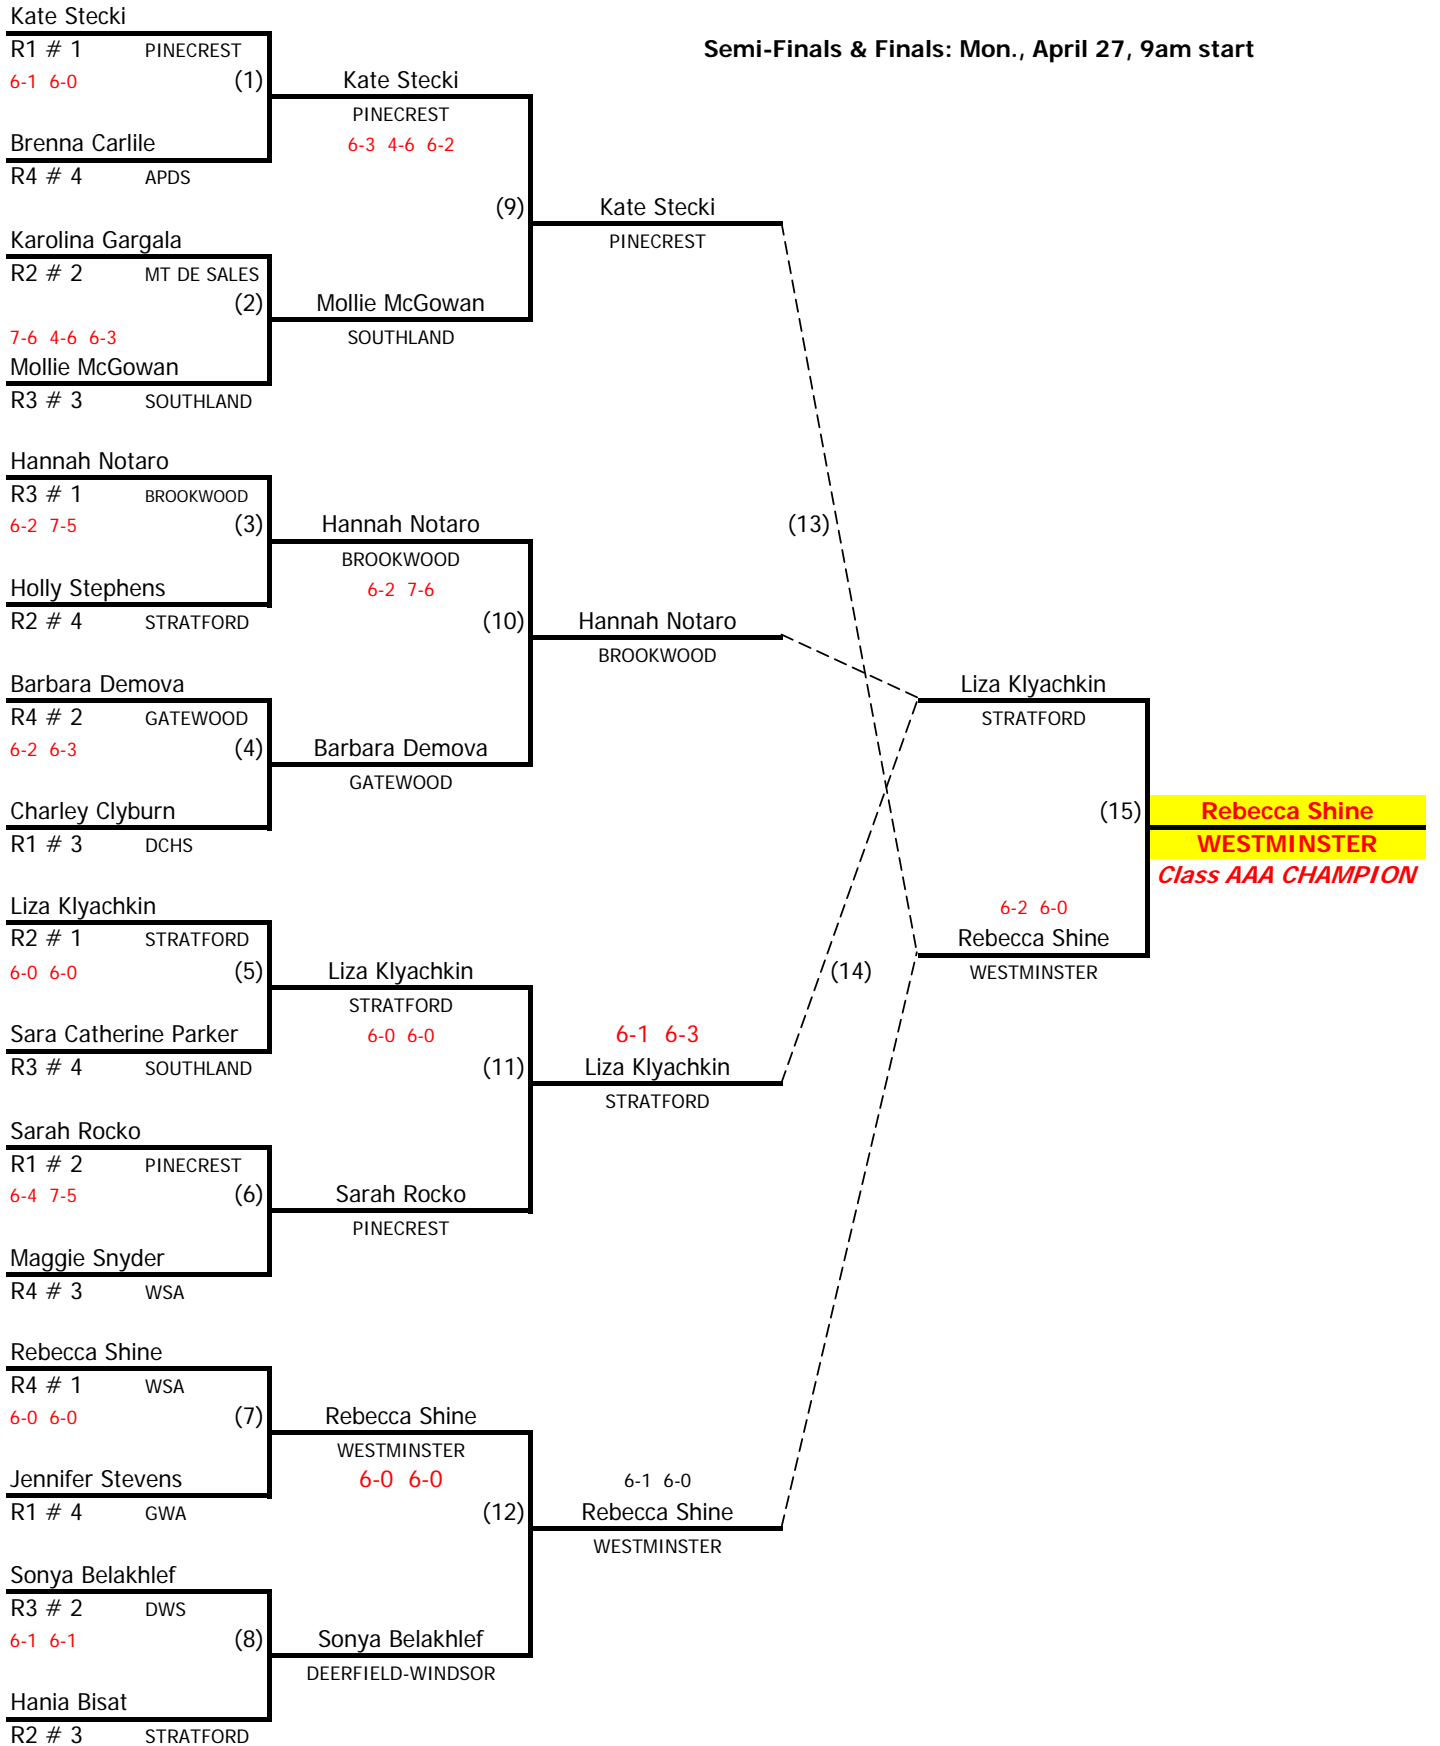 Kate Stecki
R1 # 1 PINECREST
Semi-Finals & Finals: Mon., April 27, 9am start
6-1 6-0 (1) Kate Stecki
PINECREST
Brenna Carlile 6-3 4-6 6-2
R4 # 4 APDS
(9) Kate Stecki
Karolina Gargala PINECREST
R2 # 2 MT DE SALES
(2) Mollie McGowan
7-6 4-6 6-3 SOUTHLAND
Mollie McGowan
R3 # 3 SOUTHLAND
Hannah Notaro
R3 # 1 BROOKWOOD
6-2 7-5 (3) Hannah Notaro (13)
BROOKWOOD
Holly Stephens 6-2 7-6
R2 # 4 STRATFORD (10) Hannah Notaro
BROOKWOOD
Barbara Demova Liza Klyachkin
R4 # 2 GATEWOOD STRATFORD
6-2 6-3 (4) Barbara Demova
GATEWOOD
Charley Clyburn (15) Rebecca Shine
R1 # 3 DCHS WESTMINSTER
Class AAA CHAMPION
Liza Klyachkin 6-2 6-0
R2 # 1 STRATFORD Rebecca Shine
6-0 6-0 (5) Liza Klyachkin (14) WESTMINSTER
STRATFORD
Sara Catherine Parker 6-0 6-0 6-1 6-3
R3 # 4 SOUTHLAND (11) Liza Klyachkin
STRATFORD
Sarah Rocko
R1 # 2 PINECREST
6-4 7-5 (6) Sarah Rocko
PINECREST
Maggie Snyder
R4 # 3 WSA
Rebecca Shine
R4 # 1 WSA
6-0 6-0 (7) Rebecca Shine
WESTMINSTER
Jennifer Stevens 6-0 6-0 6-1 6-0
R1 # 4 GWA (12) Rebecca Shine
WESTMINSTER
Sonya Belakhlef
R3 # 2 DWS
6-1 6-1 (8) Sonya Belakhlef
DEERFIELD-WINDSOR
Hania Bisat
R2 # 3 STRATFORD